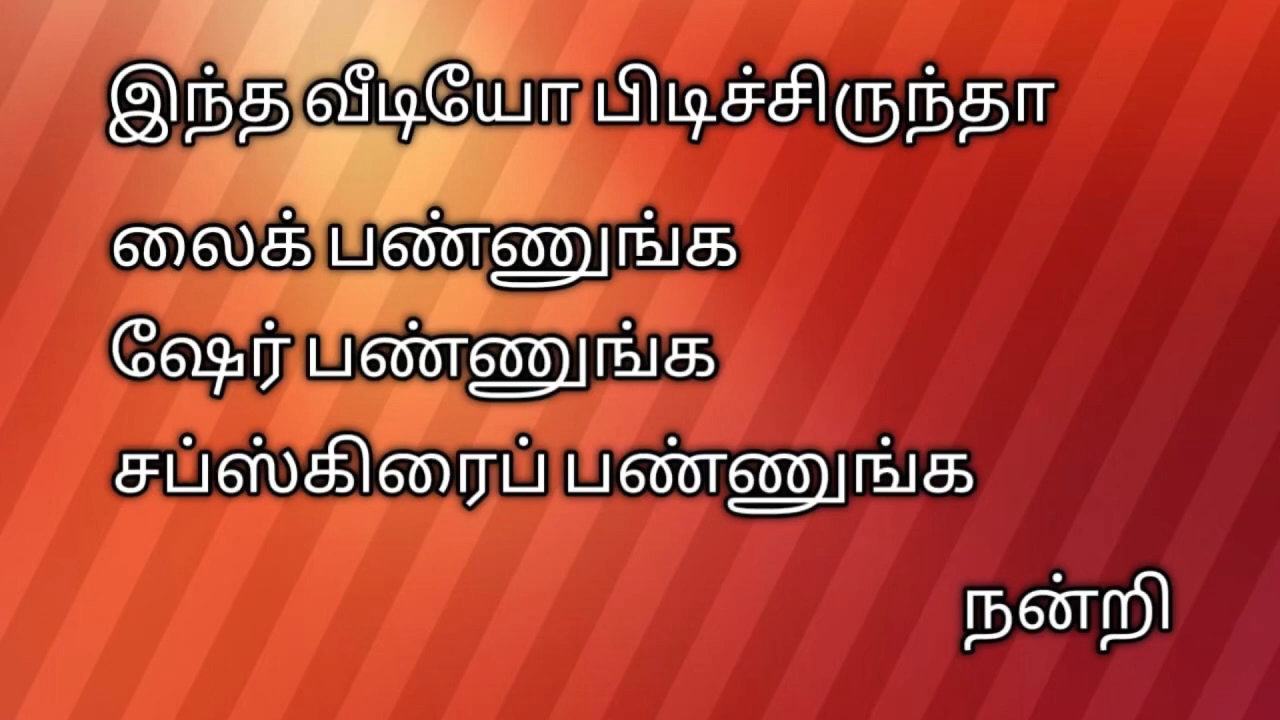 இந்த வீடியோ பிடிச்சிருந்தா
லைக் பண்ணுங்க
ஷேர் பண்ணுங்க
சப்ஸ்கிரைப் பண்ணுங்க
நன்றி